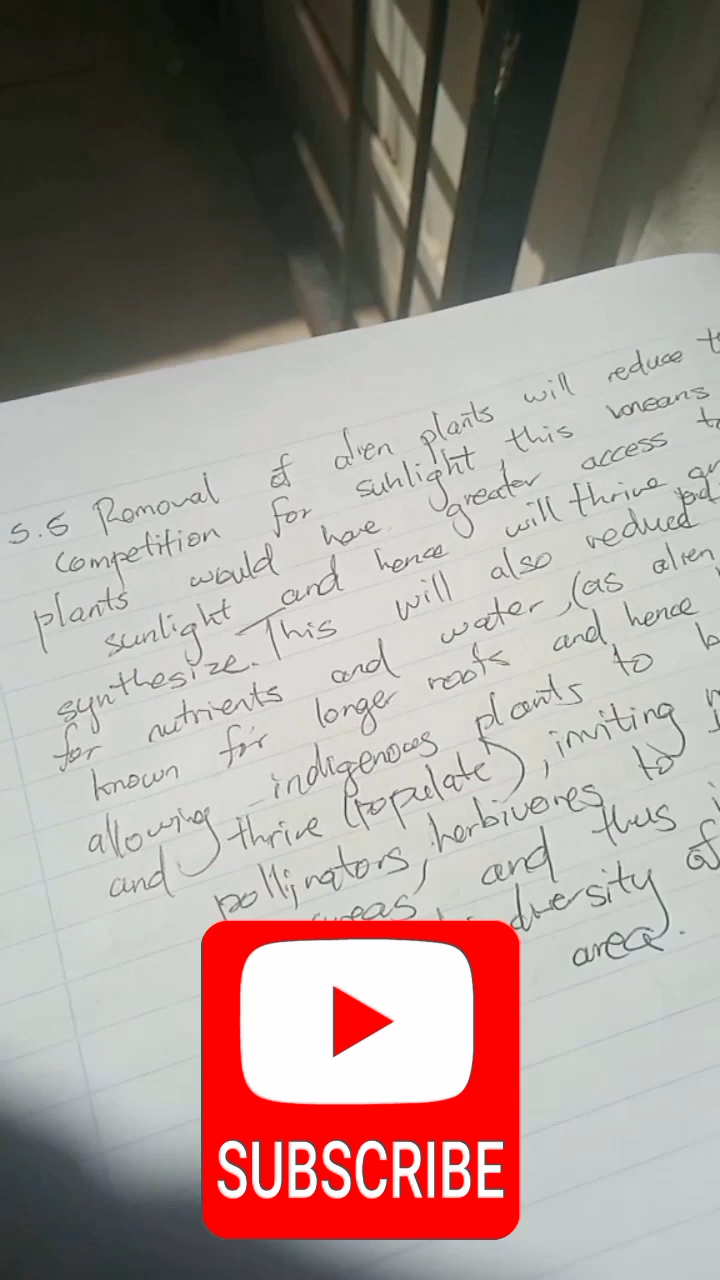 5.5 Removal of alien plants will reduce
competition for sunlight, this means
plants would have greater access
sunlight and hence will thrive
synthesize. This will also reduced
for nutrients and water, (as alien
known for longer roots and hence
allowing indigenous plants to
and thrive (populate), inviting
pollinators, herbivores to
areas, and thus
diversity of
area.
SUBSCRIBE